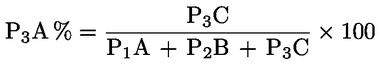 P₃A % = P₃C / (P₁A + P₂B + P₃C) × 100